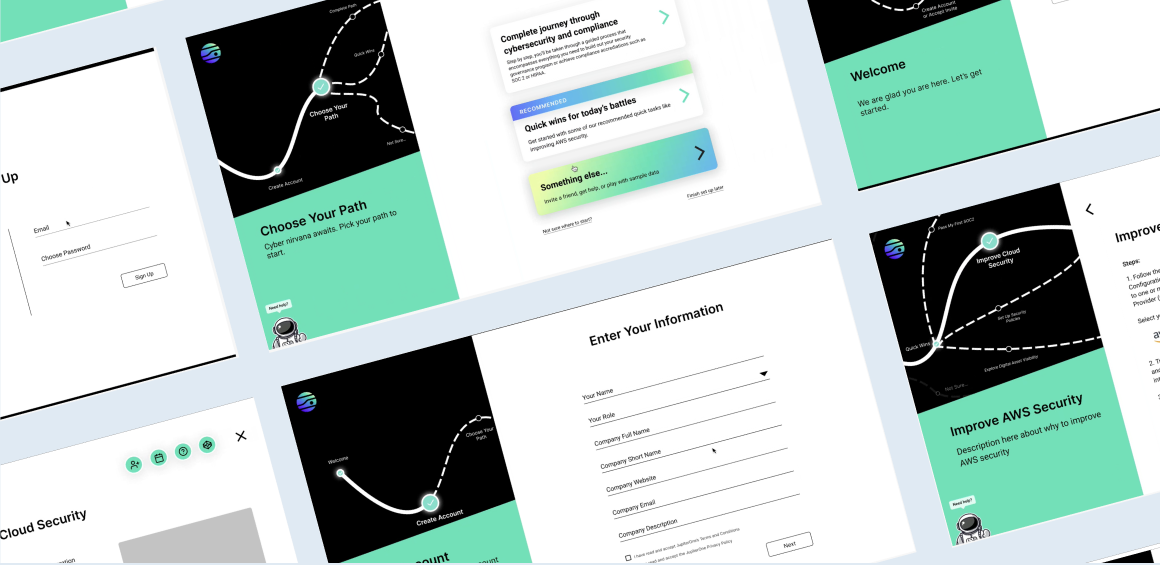 Up
Email
Choose Password
Sign Up
Complete Path
Quick Wins
Choose Your
Path
Not Sure...
Create Account
Choose Your Path
Cyber nirvana awaits. Pick your path to
start.
Need help?
Complete journey through
cybersecurity and compliance
Step by step, you'll be taken through a guided process that
encompasses everything you need to build out your security
governance program or achieve compliance accreditations such as
SOC 2 or HIPAA.
RECOMMENDED
Quick wins for today's battles
Get started with some of our recommended quick tasks like
improving AWS security.
Something else...
Invite a friend, get help, or play with sample data
Not sure where to start?
Finish set up later
Create Account
or Accept Invite
Welcome
We are glad you are here. Let's get
started.
Cloud Security
Welcome
Choose Your
Path
Create Account
ount
Enter Your Information
Your Name
Your Role
Company Full Name
Company Short Name
Company Website
Company Email
Company Description
I have read and accept JupiterOne's Terms and Conditions
read and accept the JupiterOne Privacy Policy
Next
Pass My First SOC2
Improve Cloud
Security
Set Up Security
Policies
Quick Wins
Explore Digital Asset Visibility
Not Sure...
Improve AWS Security
Description here about why to improve
AWS security
Need help?
Improve
Steps:
1. Follow the
Configuration
to one or m
Provider (
Select yo
a
2. T
an
int